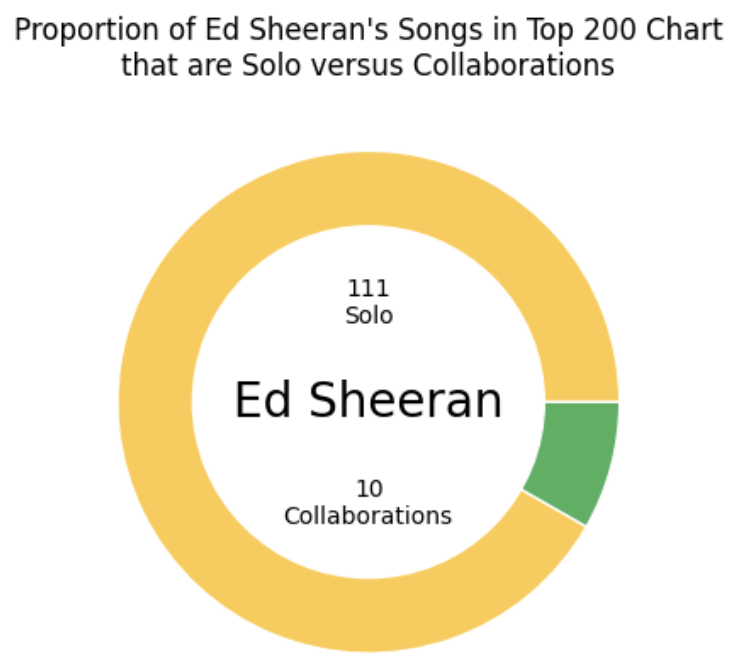 Proportion of Ed Sheeran's Songs in Top 200 Chart
that are Solo versus Collaborations
111
Solo
Ed Sheeran
10
Collaborations